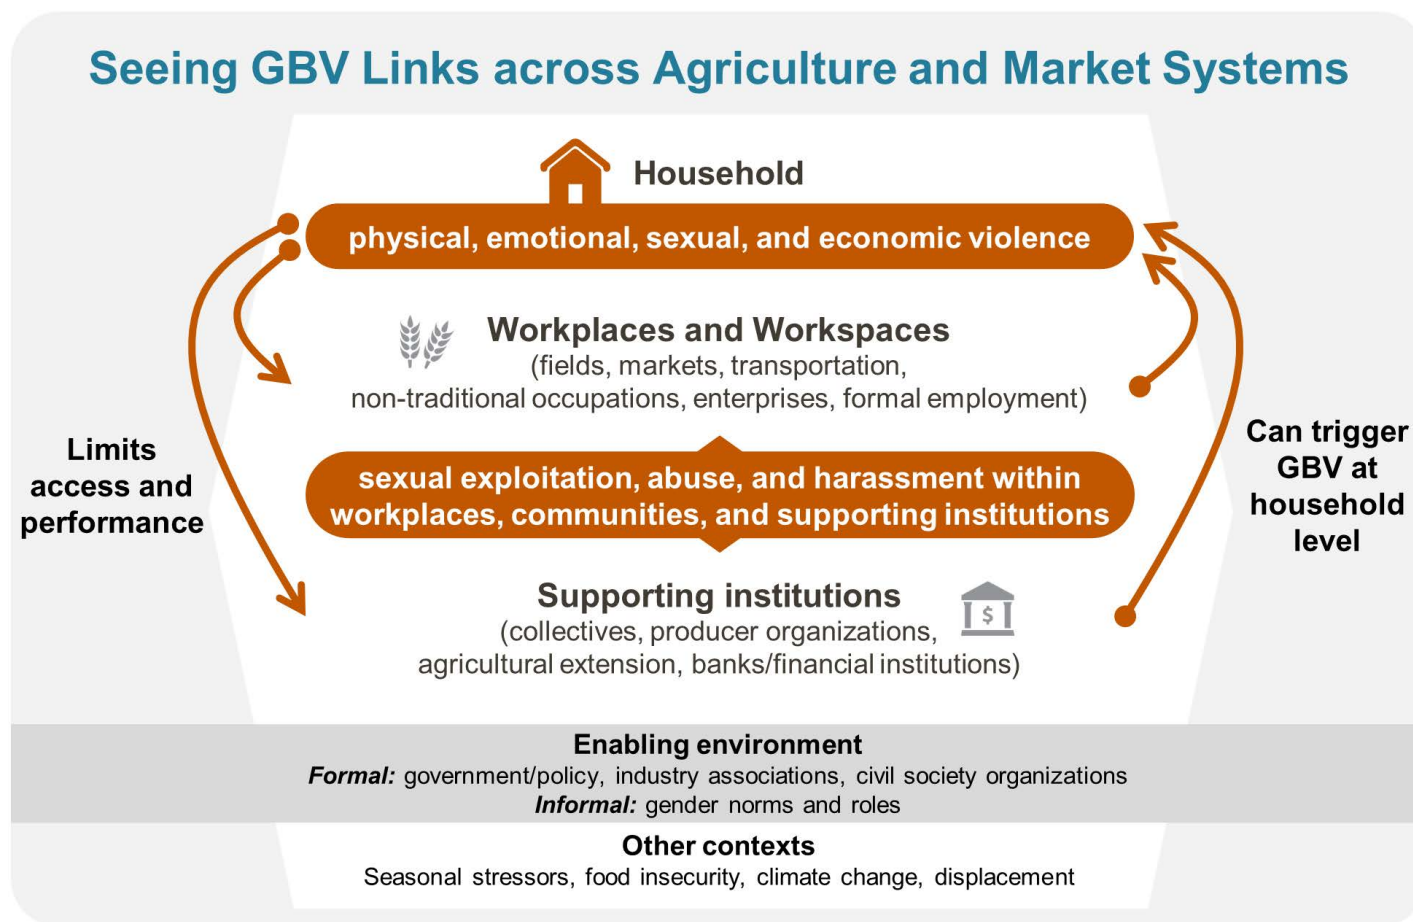 Seeing GBV Links across Agriculture and Market Systems
Household
physical, emotional, sexual, and economic violence
Workplaces and Workspaces
(fields, markets, transportation,
non-traditional occupations, enterprises, formal employment)
Limits
access and
performance
Can trigger
GBV at
household
level
sexual exploitation, abuse, and harassment within
workplaces, communities, and supporting institutions
Supporting institutions
$
(collectives, producer organizations,
agricultural extension, banks/financial institutions)
Enabling environment
Formal: government/policy, industry associations, civil society organizations
Informal: gender norms and roles
Other contexts
Seasonal stressors, food insecurity, climate change, displacement